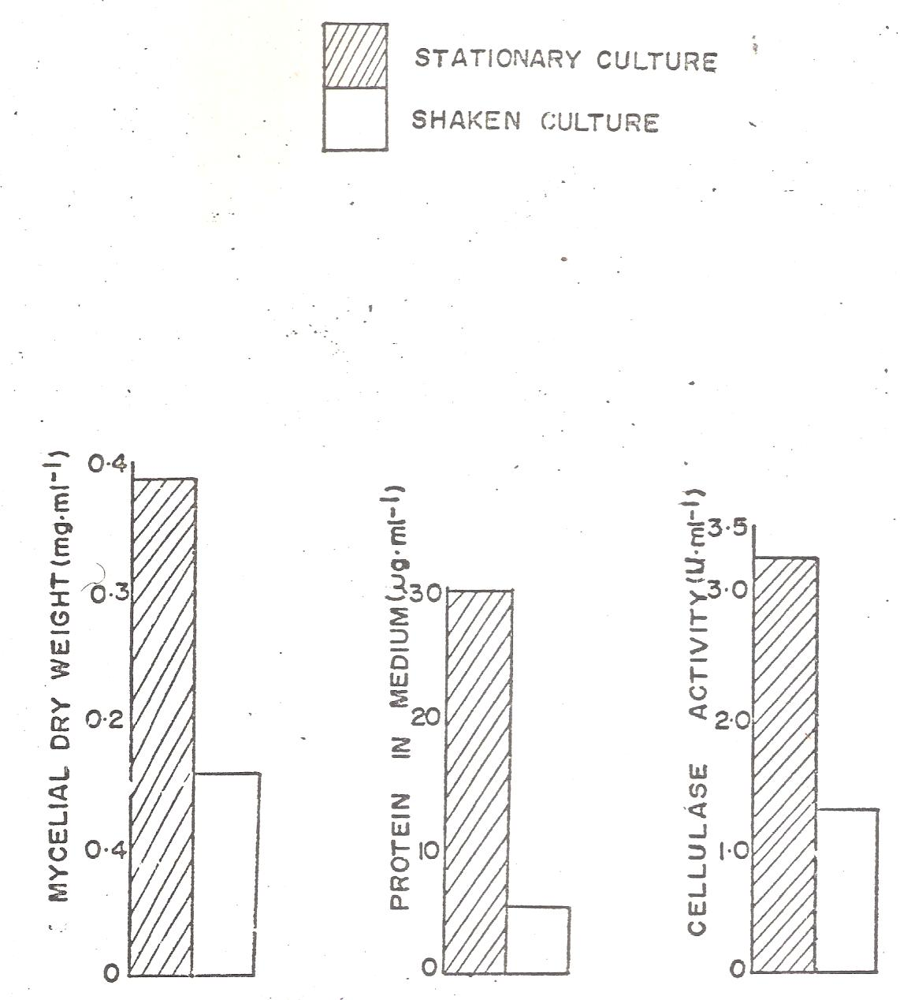 STATIONARY CULTURE
SHAKEN CULTURE
MYCELIAL DRY WEIGHT (mg·ml-1)
0·4
0·3
0·2
0·4
0
PROTEIN IN MEDIUM (µg·ml-1)
30
20
10
0
CELLULASE ACTIVITY (U·ml-1)
3·5
3·0
2·0
1·0
0